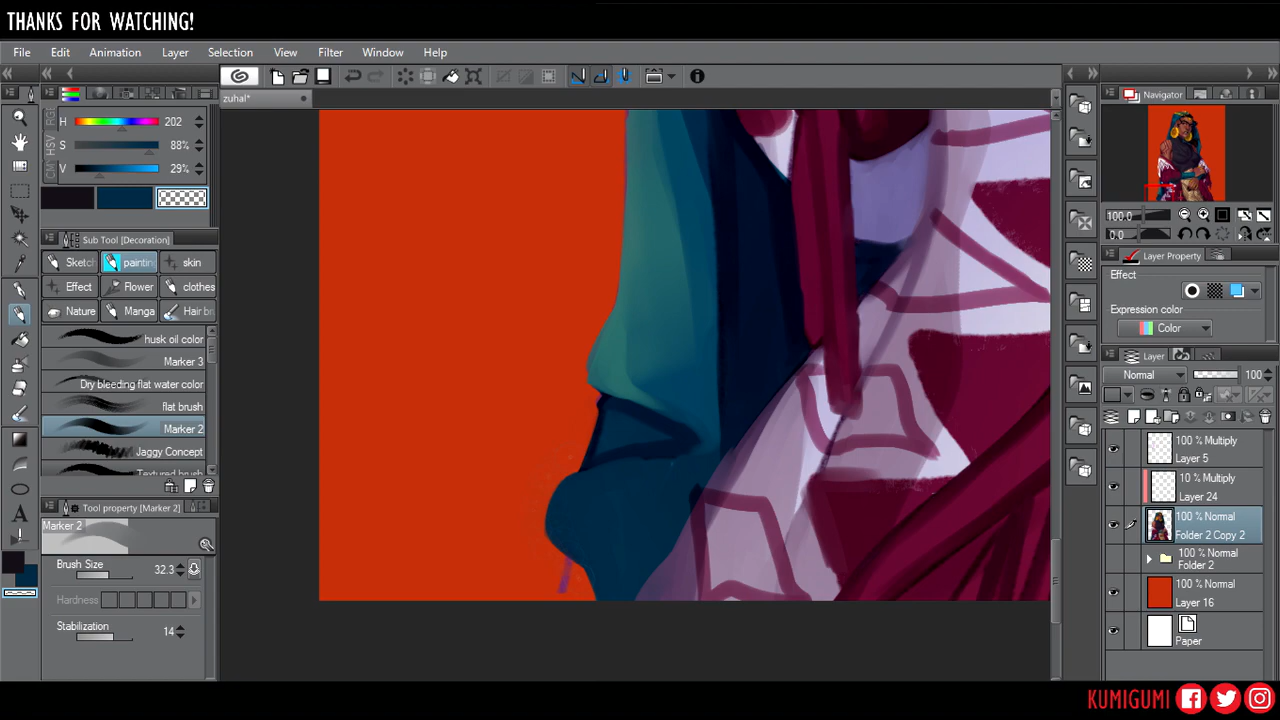 THANKS FOR WATCHING!
File Edit Animation Layer Selection View Filter Window Help
zuhal*
Navigator
H 202
S 88%
V 29%
RGB
HSV
CMY
100.0
0.0
Sub Tool [Decoration]
Sketch paintin skin
Effect Flower clothes
Nature Manga Hair br
husk oil color
Marker 3
Dry bleeding flat water color
flat brush
Marker 2
Jaggy Concept
Textured brush
Tool property [Marker 2]
Marker 2
Brush Size 32.3
Hardness
Stabilization 14
Layer Property
Effect
Expression color
Color
Layer
Normal 100
100 % Multiply
Layer 5
10 % Multiply
Layer 24
100 % Normal
Folder 2 Copy 2
100 % Normal
Folder 2
100 % Normal
Layer 16
Paper
KUMIGUMI